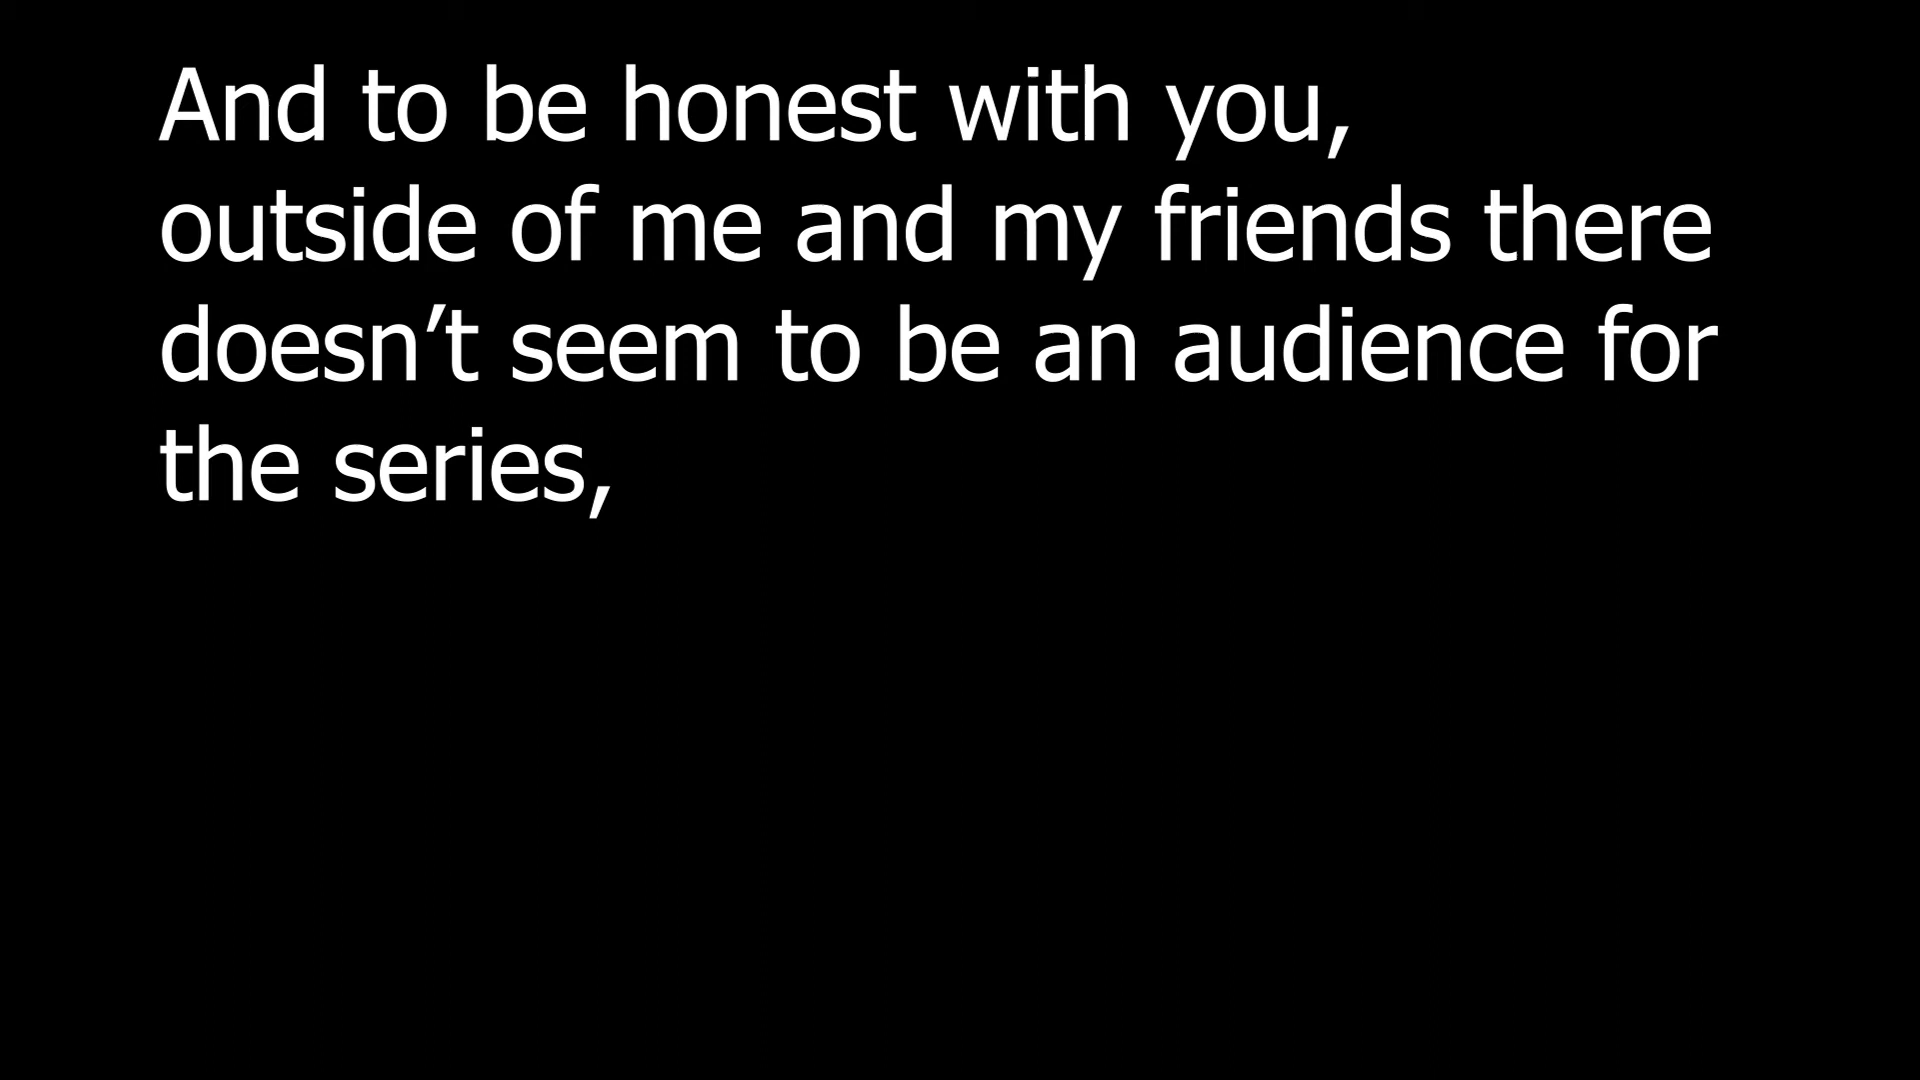 And to be honest with you,
outside of me and my friends there
doesn’t seem to be an audience for
the series,